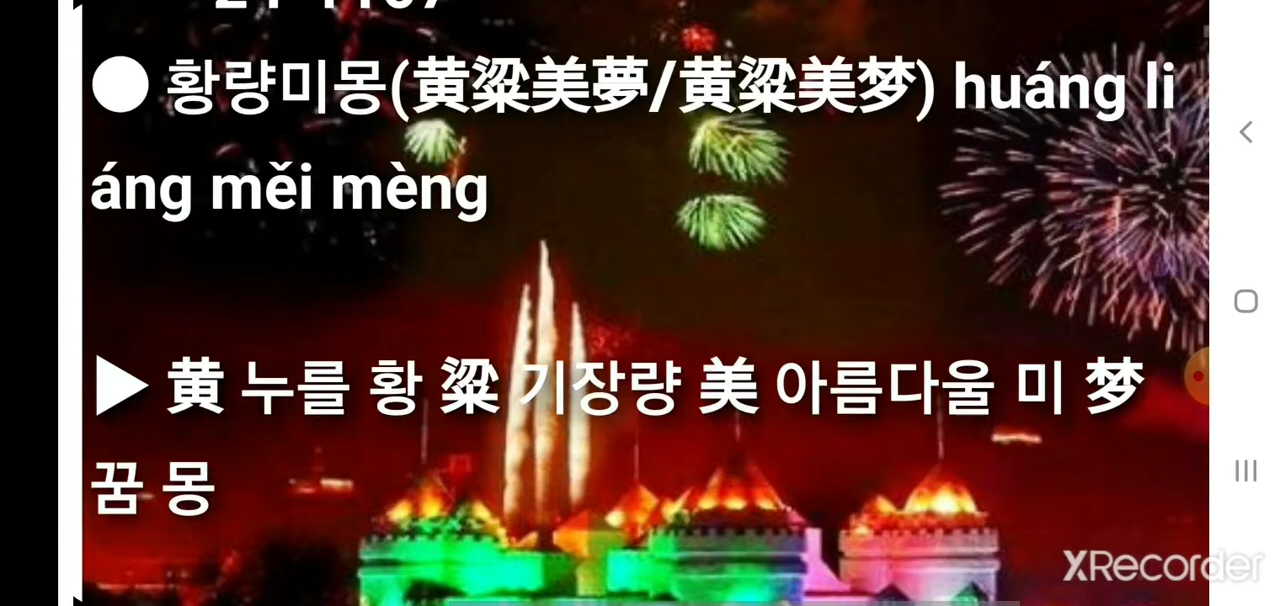 ● 황량미몽(黄粱美夢/黄粱美梦) huáng li
áng měi mèng
▶ 黄 누를 황 粱 기장량 美 아름다울 미 梦
꿈 몽
XRecorder